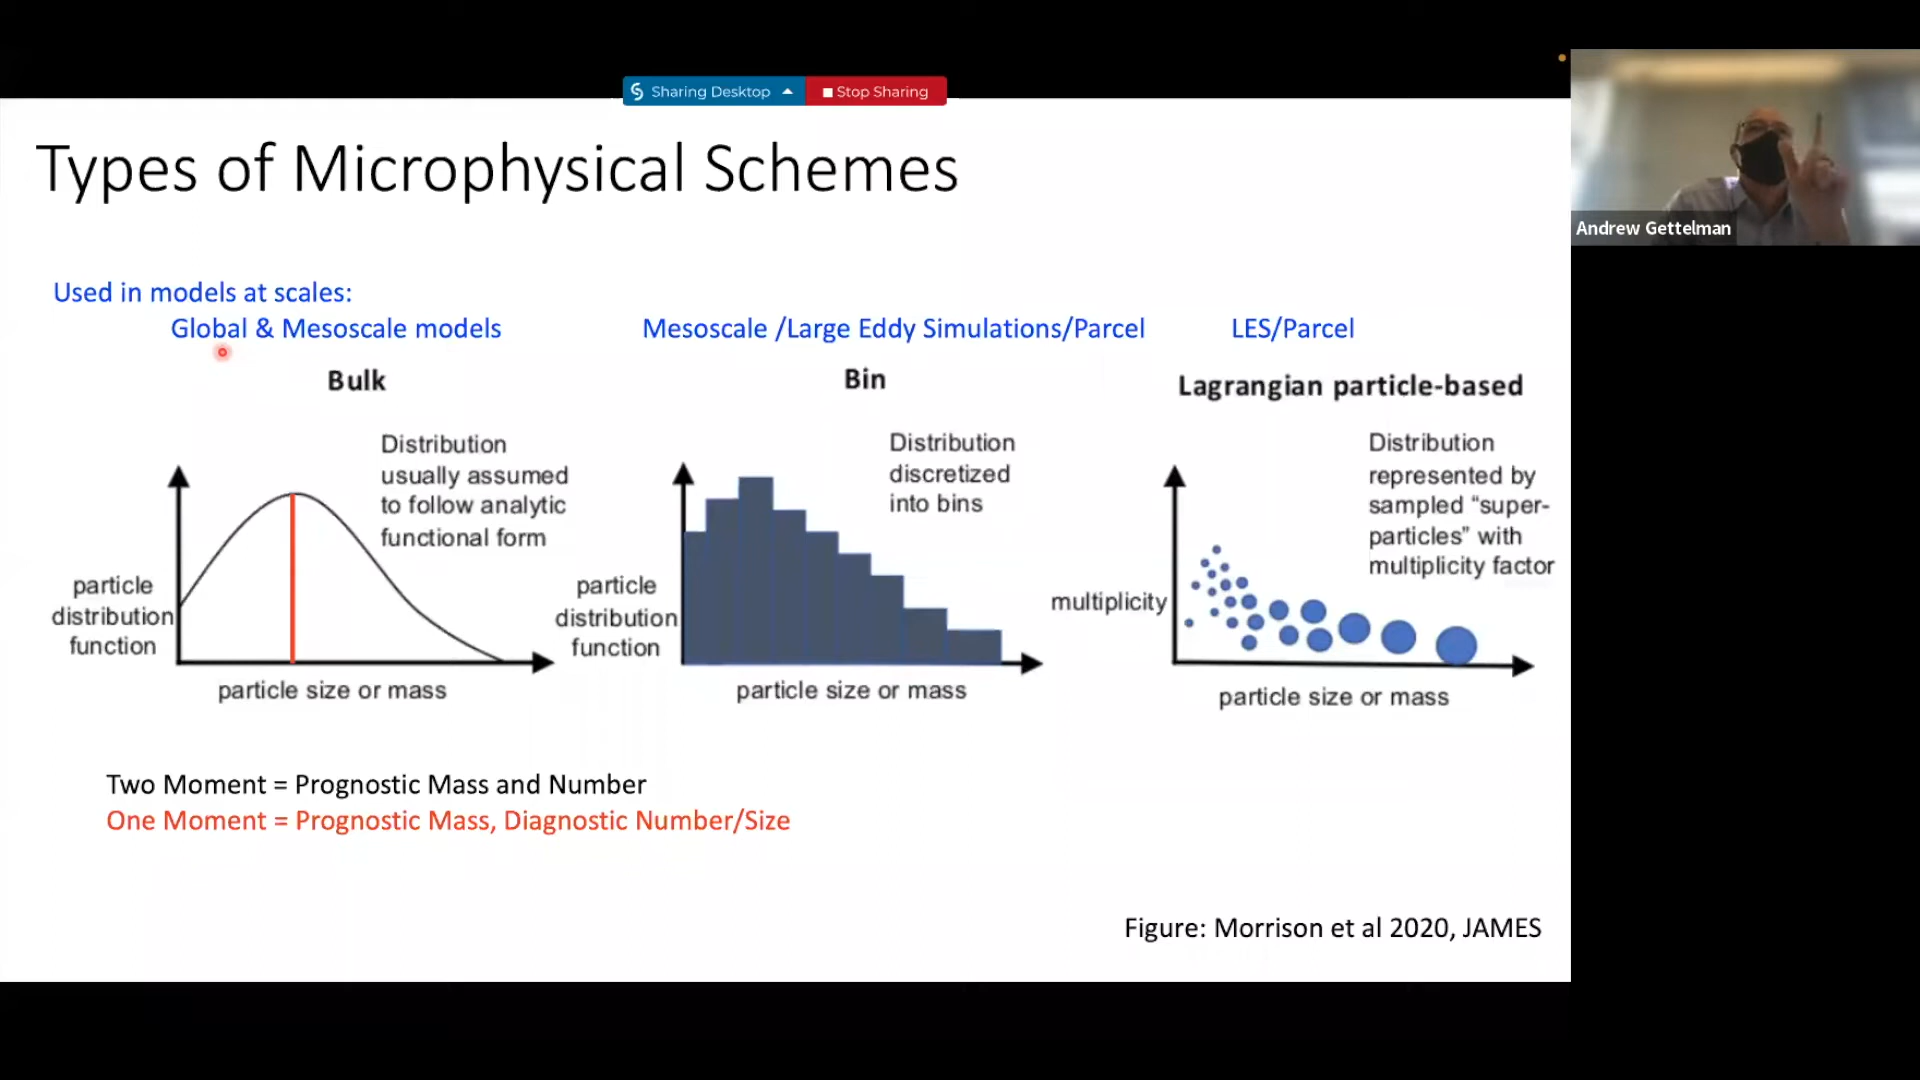 Sharing Desktop
Stop Sharing
Types of Microphysical Schemes
Andrew Gettelman
Used in models at scales:
Global & Mesoscale models
Mesoscale /Large Eddy Simulations/Parcel
LES/Parcel
Bulk
Distribution
usually assumed
to follow analytic
functional form
particle
distribution
function
particle size or mass
Bin
Distribution
discretized
into bins
particle
distribution
function
particle size or mass
Lagrangian particle-based
Distribution
represented by
sampled “super-
particles” with
multiplicity factor
multiplicity
particle size or mass
Two Moment = Prognostic Mass and Number
One Moment = Prognostic Mass, Diagnostic Number/Size
Figure: Morrison et al 2020, JAMES